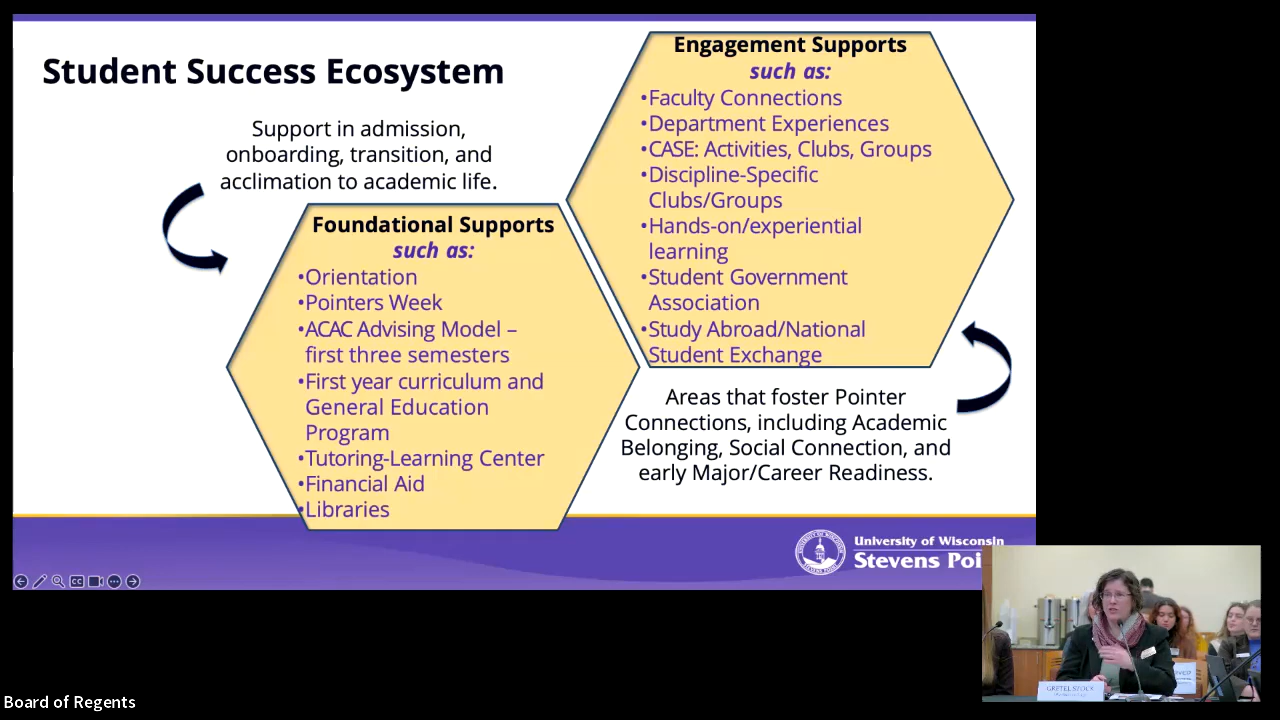 Student Success Ecosystem
Support in admission,
onboarding, transition, and
acclimation to academic life.
Foundational Supports
such as:
•Orientation
•Pointers Week
•ACAC Advising Model –
first three semesters
•First year curriculum and
General Education
Program
•Tutoring-Learning Center
•Financial Aid
•Libraries
Engagement Supports
such as:
•Faculty Connections
•Department Experiences
•CASE: Activities, Clubs, Groups
•Discipline-Specific
Clubs/Groups
•Hands-on/experiential
learning
•Student Government
Association
•Study Abroad/National
Student Exchange
Areas that foster Pointer
Connections, including Academic
Belonging, Social Connection, and
early Major/Career Readiness.
University of Wisconsin
Stevens Poi
CC
GRETEL STOCK
Board of Regents